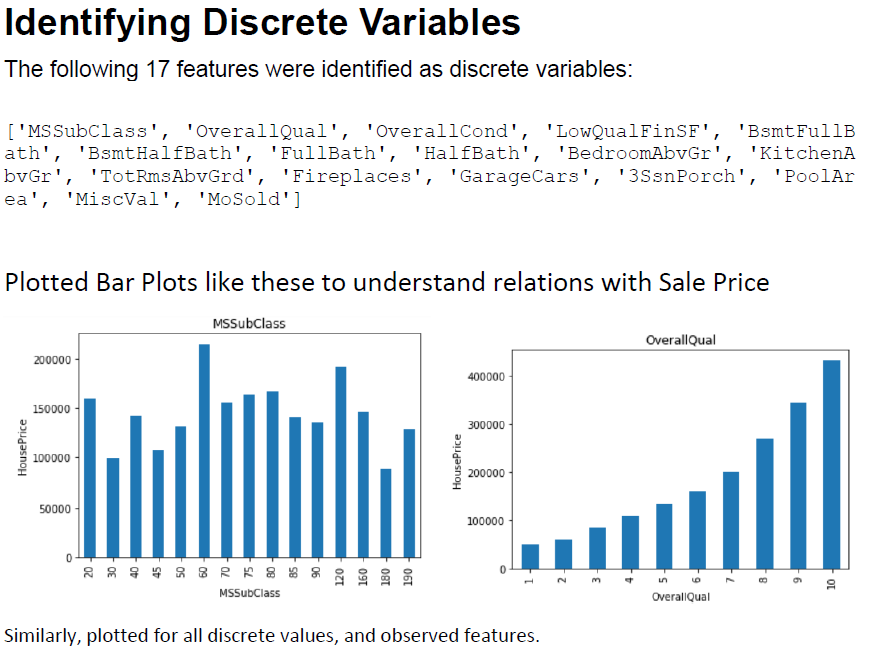 Identifying Discrete Variables
The following 17 features were identified as discrete variables:
['MSSubClass', 'OverallQual', 'OverallCond', 'LowQualFinSF', 'BsmtFullB
ath', 'BsmtHalfBath', 'FullBath', 'HalfBath', 'BedroomAbvGr', 'KitchenA
bvGr', 'TotRmsAbvGrd', 'Fireplaces', 'GarageCars', '3SsnPorch', 'PoolAr
ea', 'MiscVal', 'MoSold']
Plotted Bar Plots like these to understand relations with Sale Price
MSSubClass
200000
150000
100000
50000
0
HousePrice
20 30 40 45 50 60 70 75 80 85 90 120 160 180 190
MSSubClass
OverallQual
400000
300000
200000
100000
0
HousePrice
1 2 3 4 5 6 7 8 9 10
OverallQual
Similarly, plotted for all discrete values, and observed features.